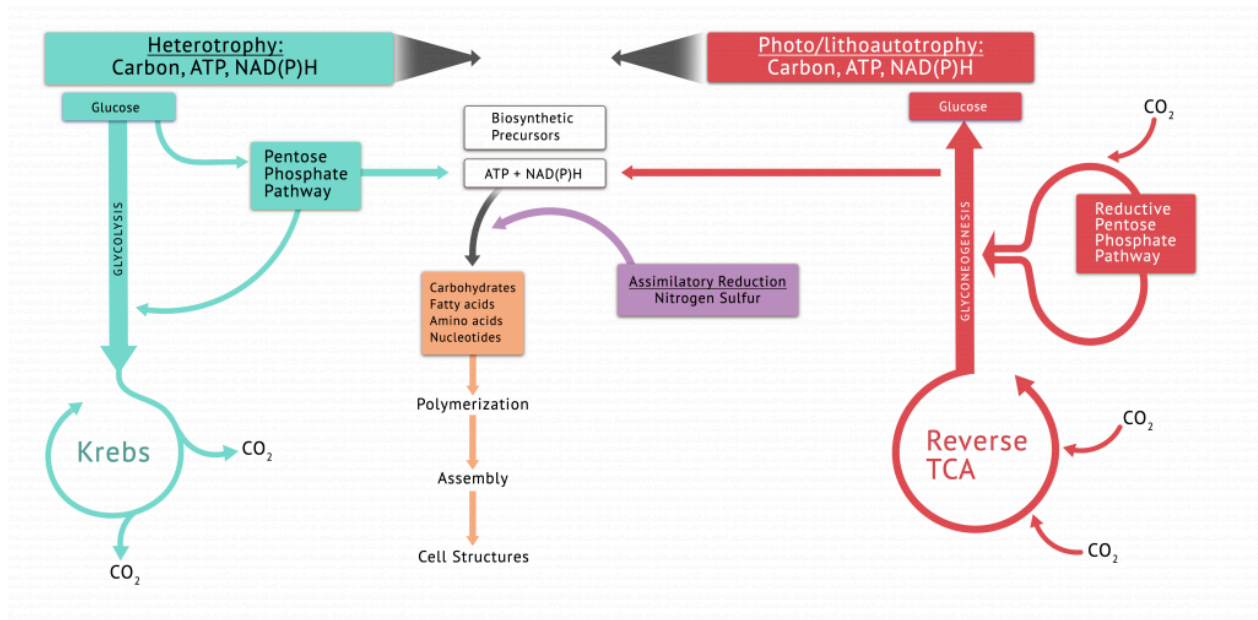 Heterotrophy:
Carbon, ATP, NAD(P)H
Photo/lithoautotrophy:
Carbon, ATP, NAD(P)H
Glucose
Pentose
Phosphate
Pathway
GLYCOLYSIS
Krebs
CO2
CO2
Biosynthetic
Precursors
ATP + NAD(P)H
Assimilatory Reduction
Nitrogen Sulfur
Carbohydrates
Fatty acids
Amino acids
Nucleotides
Polymerization
Assembly
Cell Structures
Glucose
CO2
Reductive
Pentose
Phosphate
Pathway
GLYCONEOGENESIS
Reverse
TCA
CO2
CO2